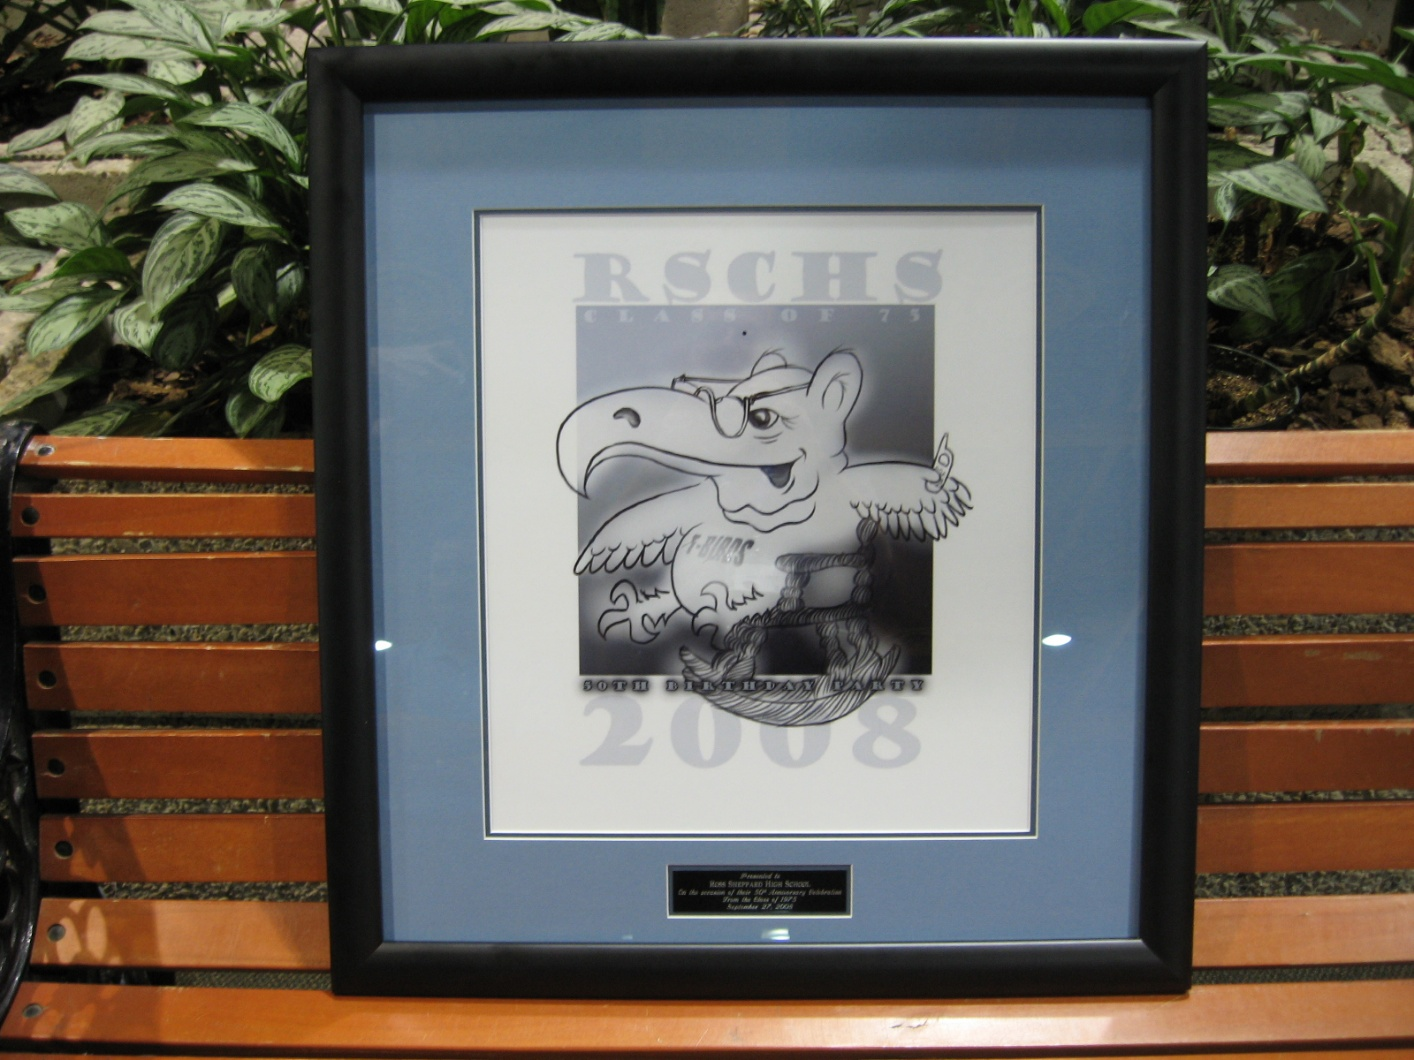 RSCHS
CLASS OF 75
T-BIRDS
50TH BIRTHDAY PARTY
2008
Presented to
ROSS SHEPPARD HIGH SCHOOL
On the occasion of their 50th Anniversary Celebration
From the Class of 1975
September 27, 2008